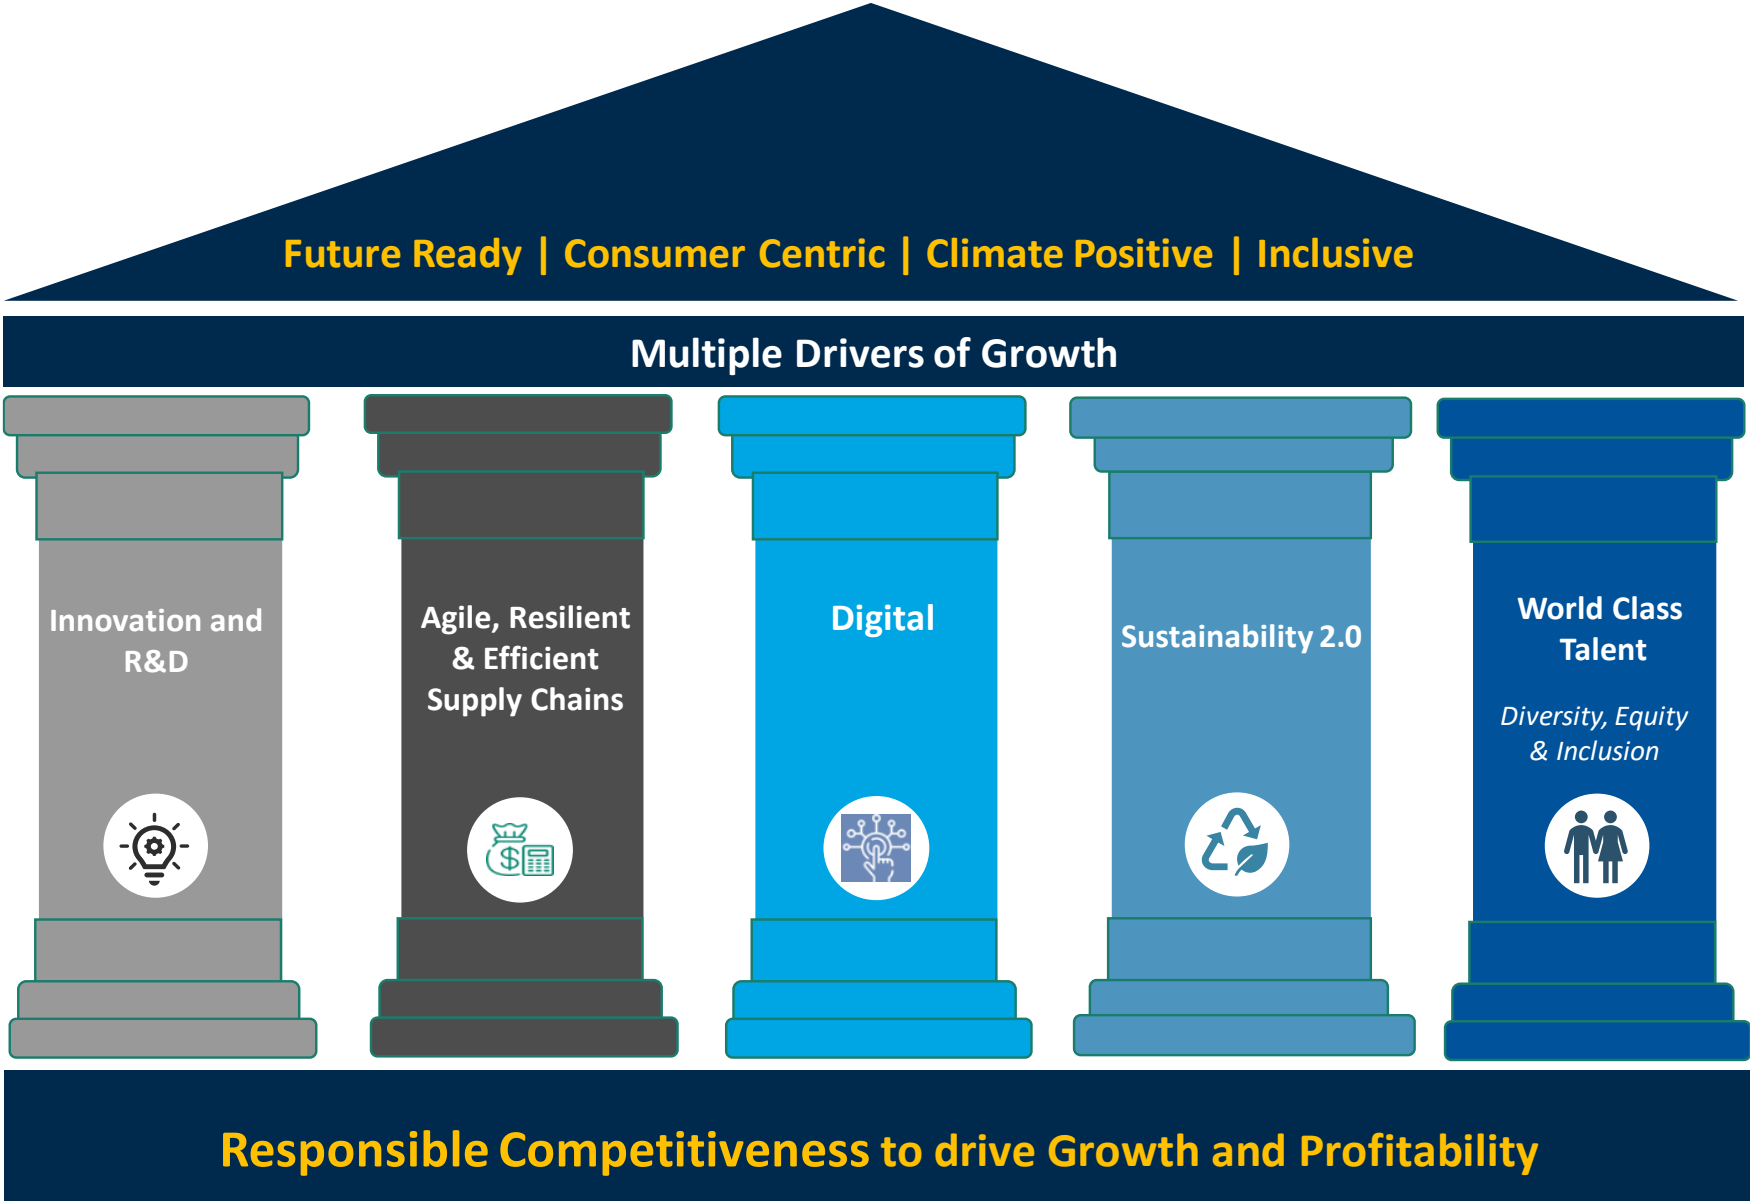 Future Ready | Consumer Centric | Climate Positive | Inclusive
Multiple Drivers of Growth
Innovation and
R&D
Agile, Resilient
& Efficient
Supply Chains
Digital
Sustainability 2.0
World Class
Talent
Diversity, Equity
& Inclusion
$
Responsible Competitiveness to drive Growth and Profitability